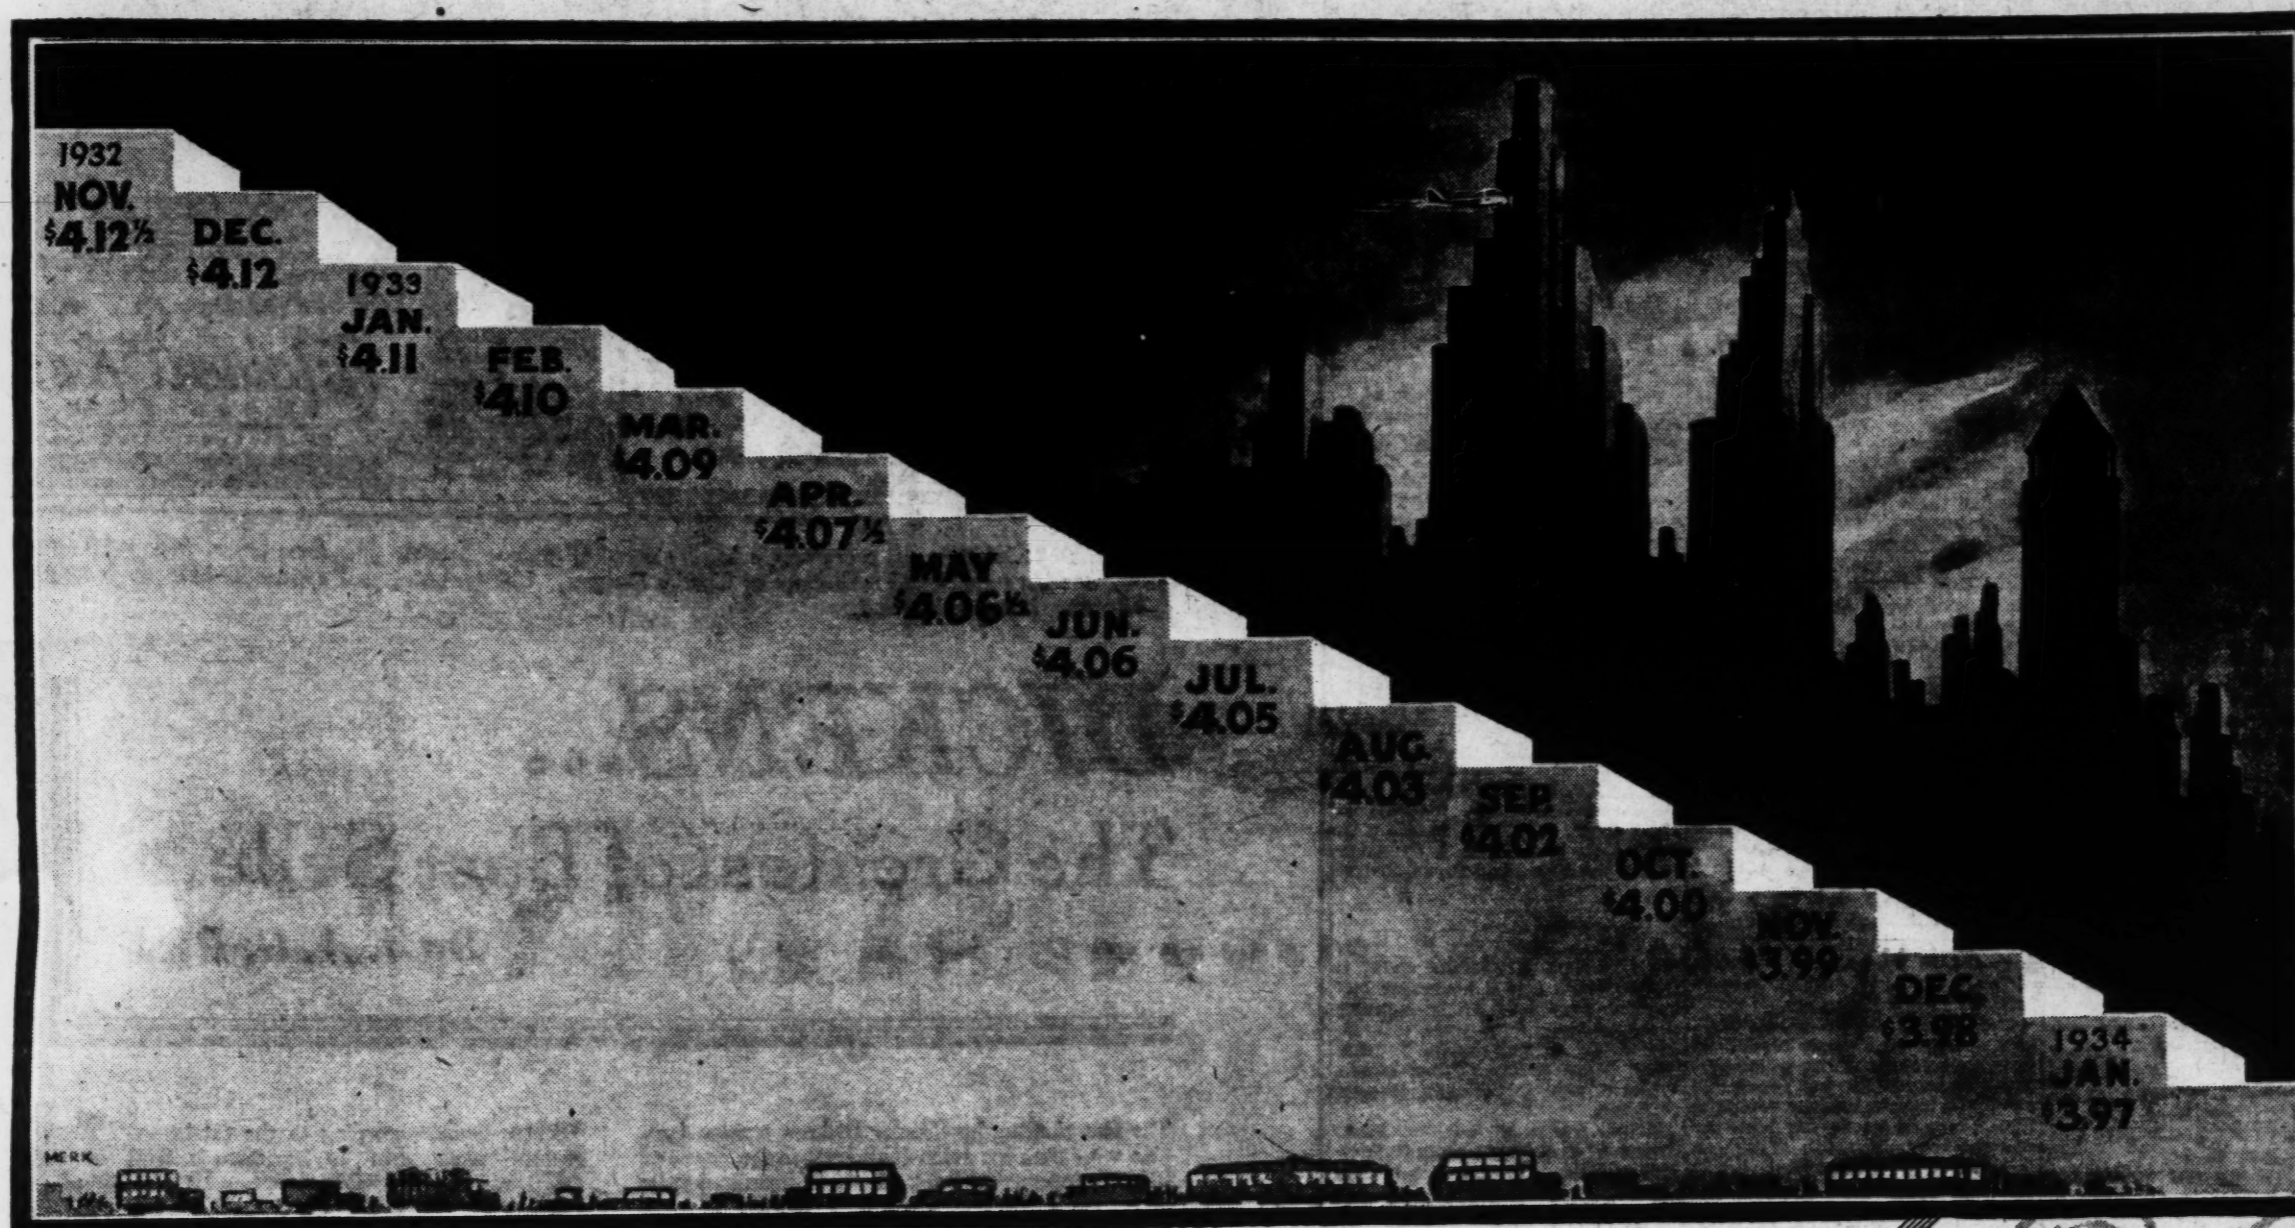 1932
NOV.
$4.12½
DEC.
$4.12
1933
JAN.
$4.11
FEB.
$4.10
MAR.
$4.09
APR.
$4.07½
MAY
$4.06½
JUN.
$4.06
JUL.
$4.05
AUG.
$4.03
SEP.
$4.02
OCT.
$4.00
NOV.
$3.99
DEC.
$3.98
1934
JAN.
$3.97
MERK